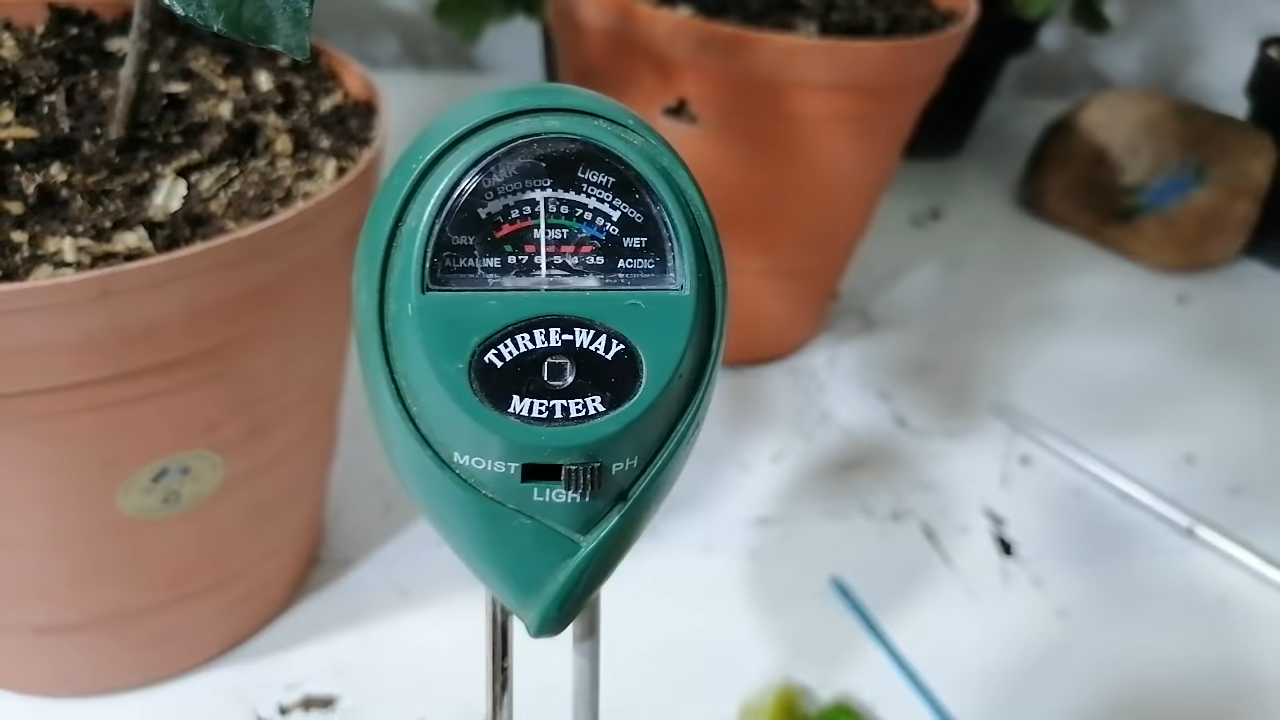 DARK LIGHT
0 200 500 1000 2000
1 2 3 4 5 6 7 8 9 10
DRY MOIST WET
ALKALINE 8 7 6 5 4 3.5 ACIDIC
THREE-WAY
METER
MOIST PH
LIGHT